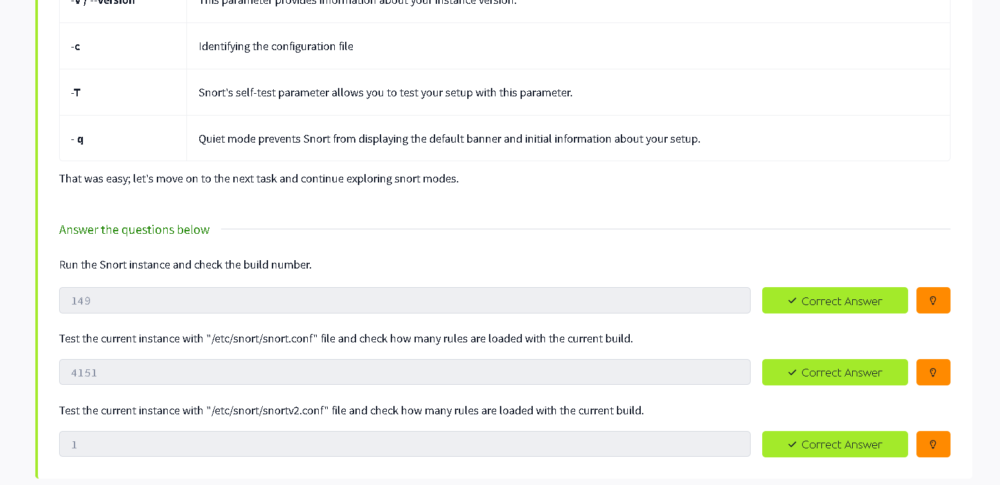 -V / --version
This parameter provides information about your instance version.
-c
Identifying the configuration file
-T
Snort's self-test parameter allows you to test your setup with this parameter.
- q
Quiet mode prevents Snort from displaying the default banner and initial information about your setup.
That was easy; let's move on to the next task and continue exploring snort modes.
Answer the questions below
Run the Snort instance and check the build number.
149
Correct Answer
Test the current instance with "/etc/snort/snort.conf" file and check how many rules are loaded with the current build.
4151
Correct Answer
Test the current instance with "/etc/snort/snortv2.conf" file and check how many rules are loaded with the current build.
1
Correct Answer